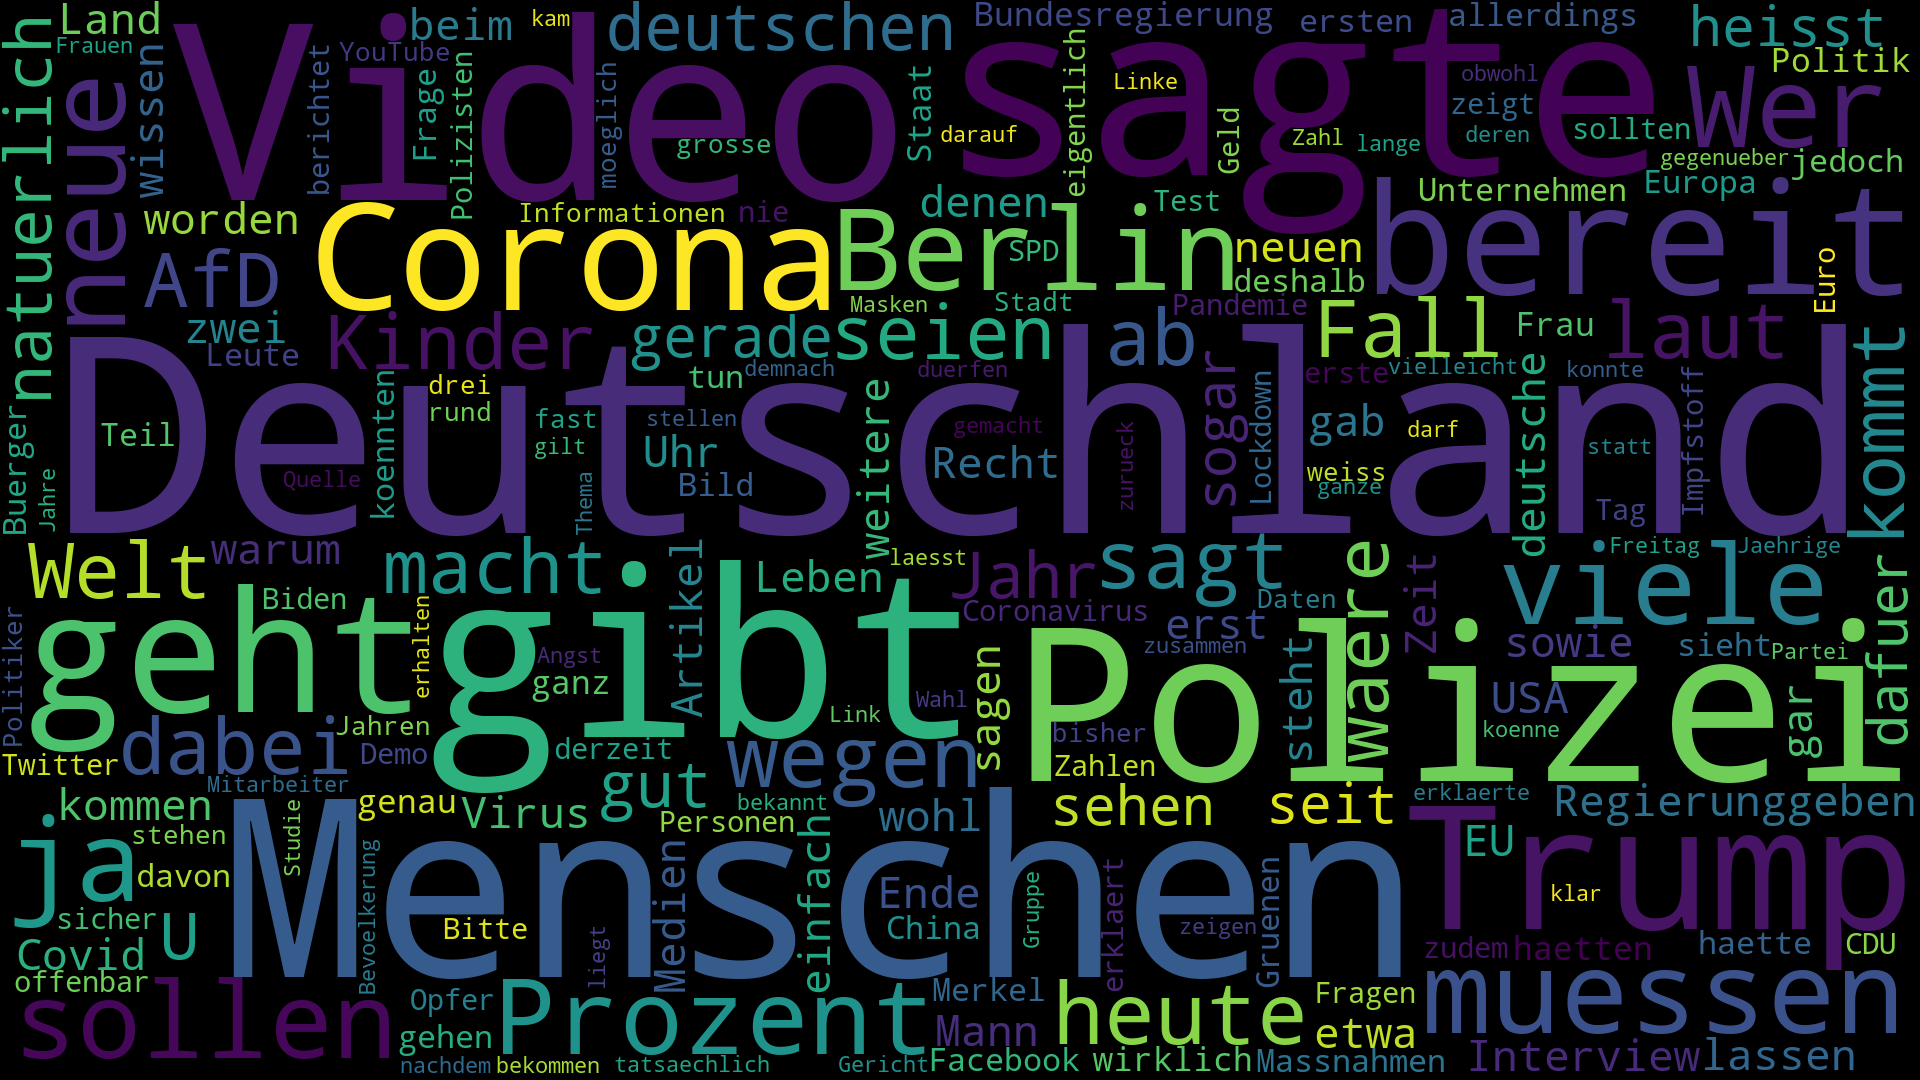 Land
Frauen
natuerlich
neue
Wissen
Video
YouTube
kam
beim
deutschen
berichtet
Frage
Polizisten
moeglich
grosse
Staat
sagte
Bundesregierung
ersten
allerdings
heisst
Politik
Wer
darauf
eigentlich
Linke
Geld
Zahl
lange
obwohl
zeigt
deren
sollten
gegenueber
jedoch
worden
AfD
Corona
Informationen
nie
Berlin
denen
SPD
Test
neuen
deshalb
Unternehmen
Europa
bereit
Euro
zwei
Leute
Kinder
gerade
seien
Masken
Stadt
ab
Pandemie
Fall
Frau
laut
kommt
Deutschland
Buerger
Jahre
Teil
Quelle
koennten
drei
rund
fast
gilt
Thema
tun
demnach
stellen
Uhr
Bild
weitere
duerfen
gemacht
Recht
zurueck
sogar
Lockdown
erste
vielleicht
gab
darf
weiss
ganze
deutsche
konnte
statt
Impfstoff
Tag
Welt
warum
macht
Artikel
Leben
laesst
Jahr
sagt
Coronavirus
erst
Daten
waere
Zeit
viele
Freitag
Jaehrige
dafuer
Politiker
geht
Biden
erhalten
gibt
Angst
ganz
Link
Wahl
sagen
Polizei
zusammen
steht
sowie
sieht
Partei
USA
koenne
gar
Twitter
dabei
Jahren
Demo
derzeit
gut
wegen
bisher
Zahlen
Mitarbeiter
kommen
stehen
Studie
genau
Virus
bekannt
Personen
wohl
sehen
seit
erklaerte
Regierung
geben
ja
davon
sicher
U
Menschen
Bevoelkerung
Bitte
liegt
Medien
einfach
Ende
China
Gruppe
erklaert
zeigen
Gruenen
Trump
EU
klar
Covid
offenbar
zudem
haetten
haette
CDU
sollen
Opfer
gehen
Prozent
Merkel
Mann
heute
Fragen
etwa
muessen
nachdem
bekommen
tatsaechlich
Gericht
Facebook
wirklich
Massnahmen
Interview
lassen